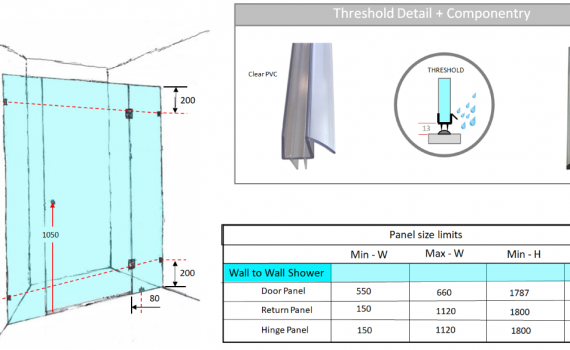 Threshold Detail + Componentry
Clear PVC
THRESHOLD
13
200
1050
200
80
Panel size limits
Min - W Max - W Min - H
Wall to Wall Shower
Door Panel 550 660 1787
Return Panel 150 1120 1800
Hinge Panel 150 1120 1800